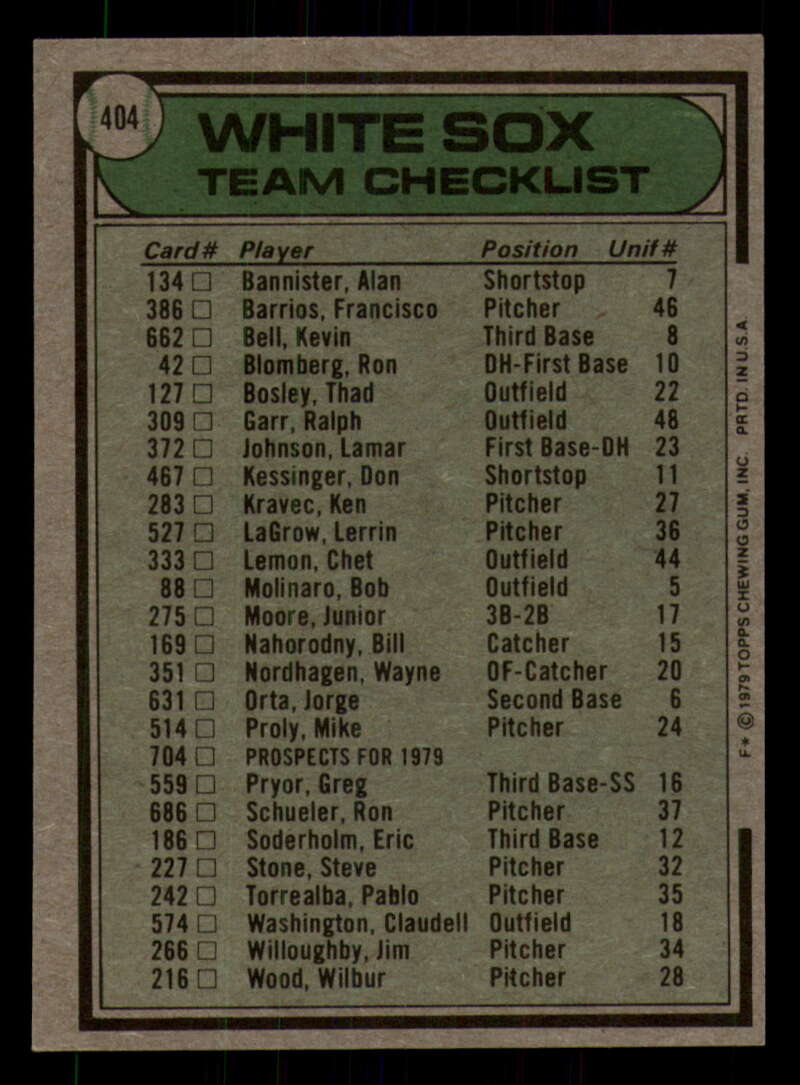 404
WHITE SOX
TEAM CHECKLIST
Card# Player Position Unif#
134 □ Bannister, Alan Shortstop 7
386 □ Barrios, Francisco Pitcher 46
662 □ Bell, Kevin Third Base 8
42 □ Blomberg, Ron DH-First Base 10
127 □ Bosley, Thad Outfield 22
309 □ Garr, Ralph Outfield 48
372 □ Johnson, Lamar First Base-DH 23
467 □ Kessinger, Don Shortstop 11
283 □ Kravec, Ken Pitcher 27
527 □ LaGrow, Lerrin Pitcher 36
333 □ Lemon, Chet Outfield 44
88 □ Molinaro, Bob Outfield 5
275 □ Moore, Junior 3B-2B 17
169 □ Nahorodny, Bill Catcher 15
351 □ Nordhagen, Wayne OF-Catcher 20
631 □ Orta, Jorge Second Base 6
514 □ Proly, Mike Pitcher 24
704 □ PROSPECTS FOR 1979
559 □ Pryor, Greg Third Base-SS 16
686 □ Schueler, Ron Pitcher 37
186 □ Soderholm, Eric Third Base 12
227 □ Stone, Steve Pitcher 32
242 □ Torrealba, Pablo Pitcher 35
574 □ Washington, Claudell Outfield 18
266 □ Willoughby, Jim Pitcher 34
216 □ Wood, Wilbur Pitcher 28
F* © 1979 TOPPS CHEWING GUM, INC. PRTD. IN U.S.A.